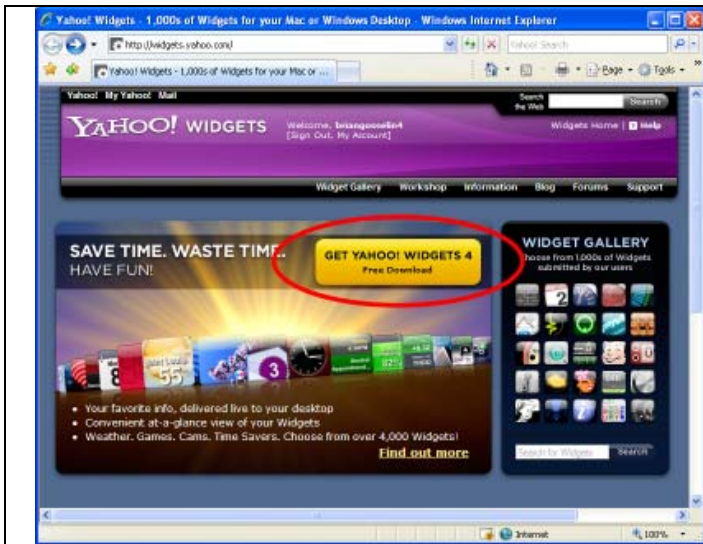 Yahoo! Widgets - 1,000s of Widgets for your Mac or Windows Desktop - Windows Internet Explorer
http://widgets.yahoo.com/
Yahoo! Search
Yahoo! Widgets - 1,000s of Widgets for your Mac or ...
Page
Tools
Yahoo! My Yahoo! Mail
Search the Web
Search
YAHOO! WIDGETS
Welcome, briangosselin4
[Sign Out, My Account]
Widgets Home | Help
Widget Gallery Workshop Information Blog Forums Support
SAVE TIME. WASTE TIME.
HAVE FUN!
GET YAHOO! WIDGETS 4
Free Download
WIDGET GALLERY
Choose from 1,000s of Widgets
submitted by our users
2
8
55
3
82
• Your favorite info, delivered live to your desktop
• Convenient at-a-glance view of your Widgets
• Weather. Games. Cams. Time Savers. Choose from over 4,000 Widgets!
Find out more
Search for Widgets
Search
Internet
100%